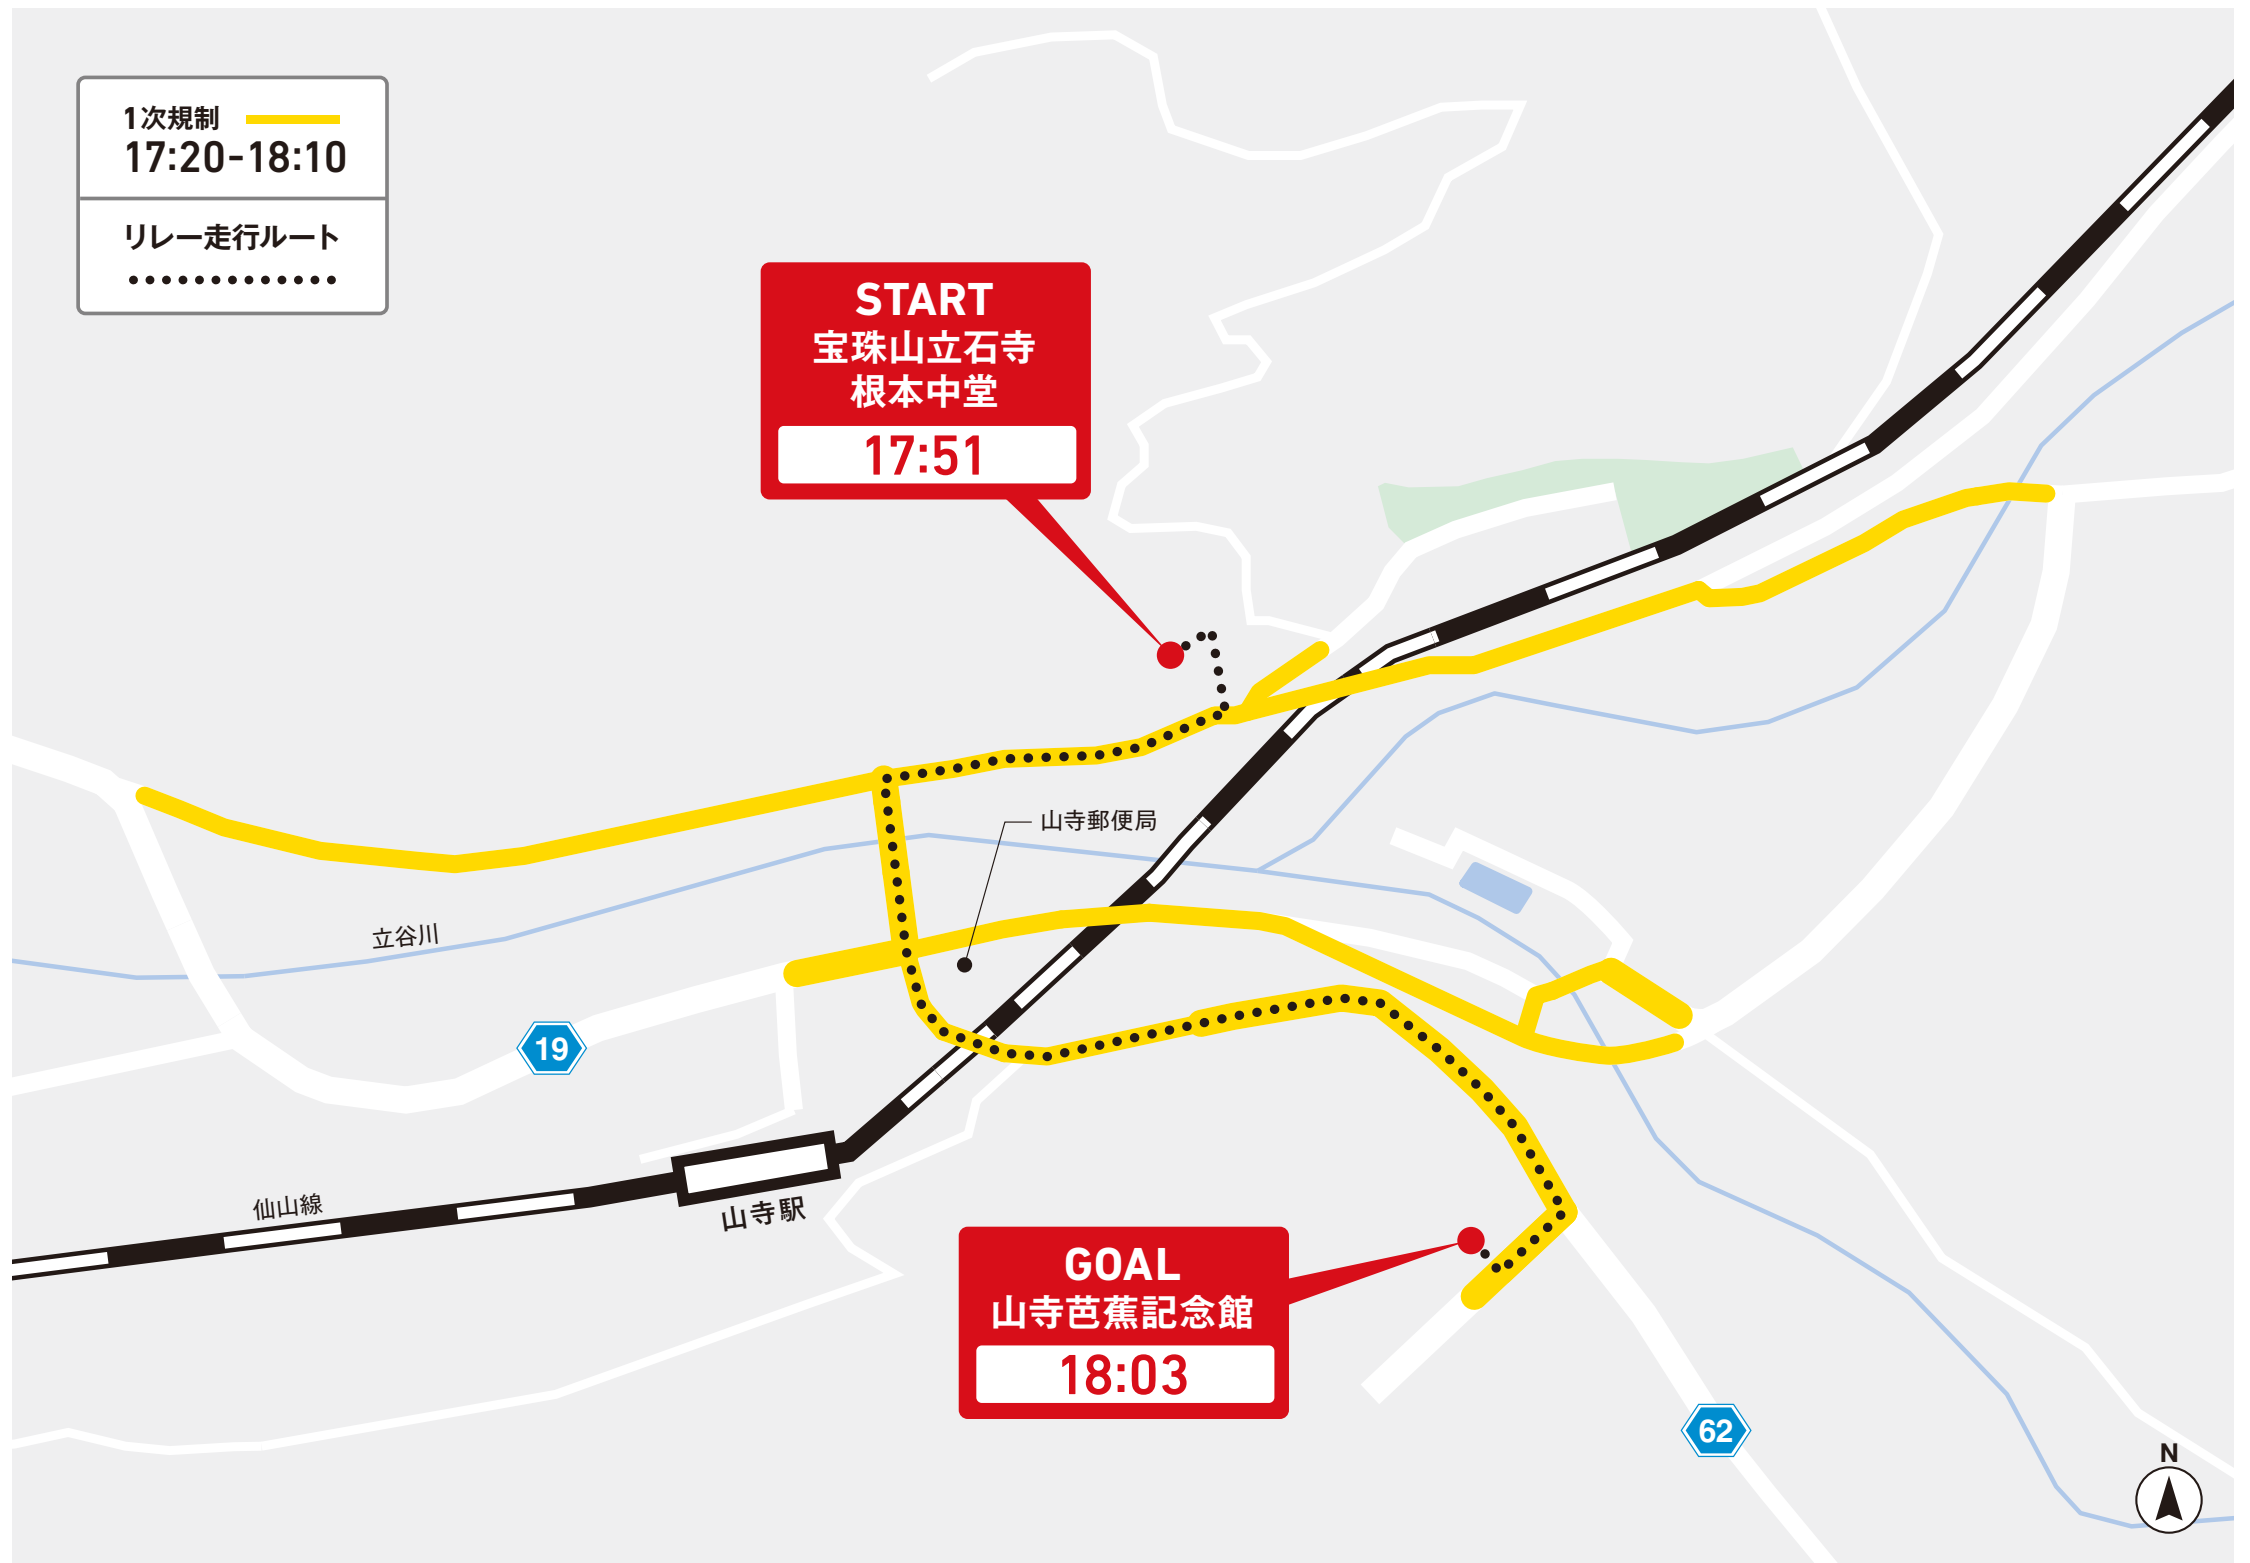 1次規制
17:20-18:10
リレー走行ルート
START
宝珠山立石寺
根本中堂
17:51
山寺郵便局
立谷川
19
仙山線
山寺駅
GOAL
山寺芭蕉記念館
18:03
62
N